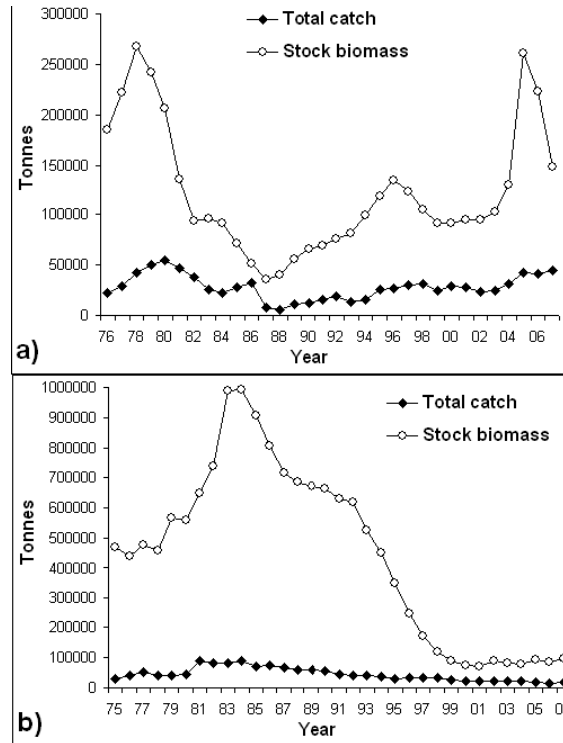 300000
250000
200000
150000
100000
50000
0
Tonnes
Total catch
Stock biomass
76 78 80 82 84 86 88 90 92 94 96 98 00 02 04 06
Year
a)
1000000
900000
800000
700000
600000
500000
400000
300000
200000
100000
0
Tonnes
Total catch
Stock biomass
75 77 79 81 83 85 87 89 91 93 95 97 99 01 03 05
Year
b)